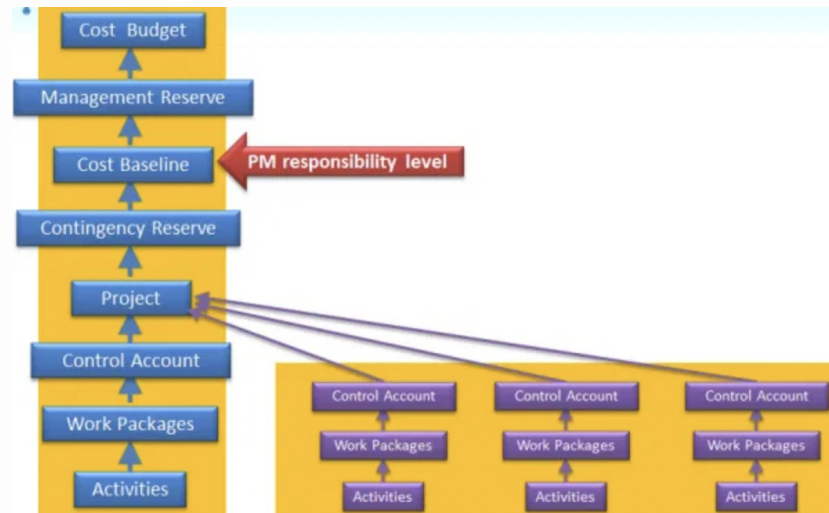 Cost Budget
Management Reserve
Cost Baseline
PM responsibility level
Contingency Reserve
Project
Control Account
Work Packages
Activities
Control Account
Control Account
Control Account
Work Packages
Work Packages
Work Packages
Activities
Activities
Activities